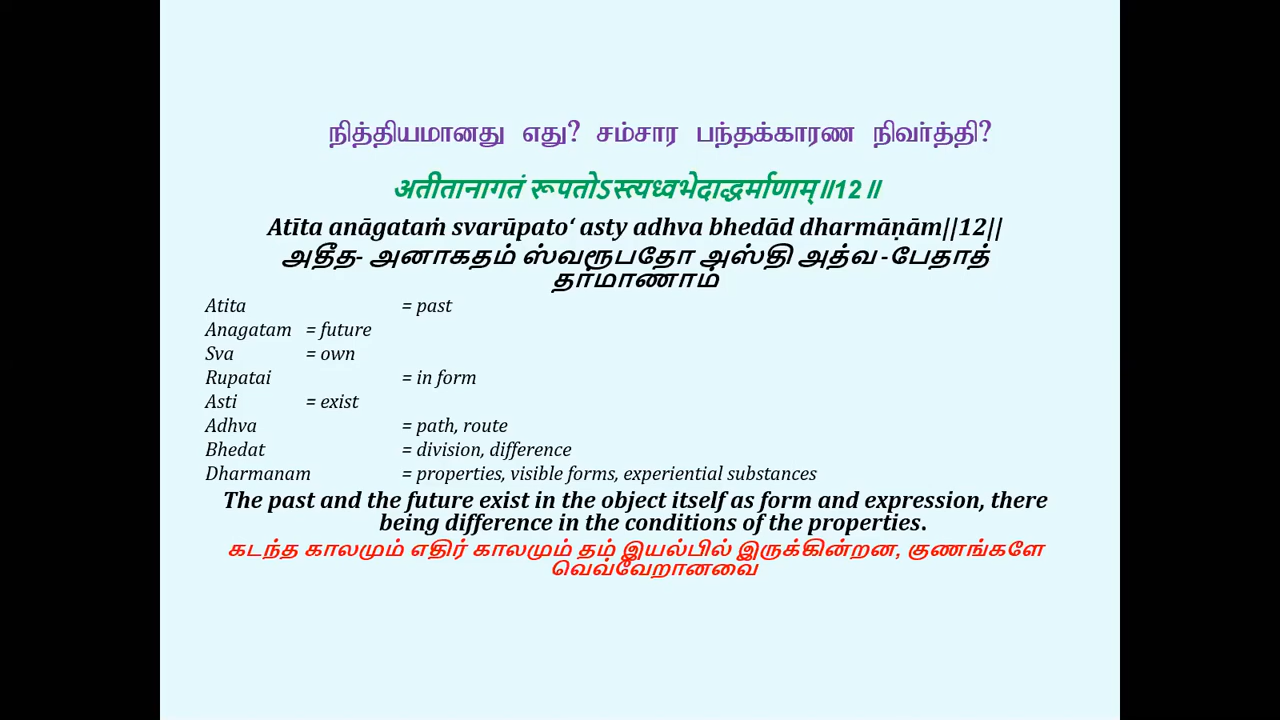 நித்தியமானது எது? சம்சார பந்தக்காரண நிவர்த்தி?
अतीतानागतं रूपतोऽस्त्यध्वभेदाद्धर्माणाम्॥12॥
Atīta anāgataṁ svarūpato‘ asty adhva bhedād dharmāṇām||12||
அதீத- அனாகதம் ஸ்வரூபதோ அஸ்தி அத்வ -பேதாத்
தர்மாணாம்
Atita = past
Anagatam = future
Sva = own
Rupatai = in form
Asti = exist
Adhva = path, route
Bhedat = division, difference
Dharmanam = properties, visible forms, experiential substances
The past and the future exist in the object itself as form and expression, there
being difference in the conditions of the properties.
கடந்த காலமும் எதிர் காலமும் தம் இயல்பில் இருக்கின்றன, குணங்களே
வெவ்வேறானவை